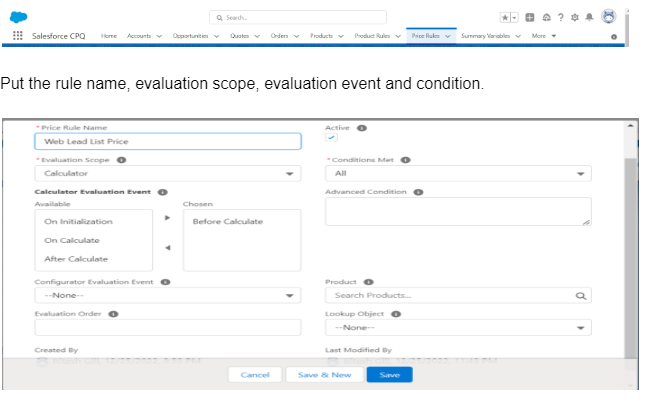 Search...
Salesforce CPQ Home Accounts Opportunities Quotes Orders Products Product Rules Price Rules Summary Variables More
Put the rule name, evaluation scope, evaluation event and condition.
* Price Rule Name Active
Web Lead List Price
* Evaluation Scope * Conditions Met
Calculator All
Calculator Evaluation Event Advanced Condition
Available Chosen
On Initialization Before Calculate
On Calculate
After Calculate
Configurator Evaluation Event Product
--None-- Search Products...
Evaluation Order Lookup Object
--None--
Created By Last Modified By
Cancel Save & New Save